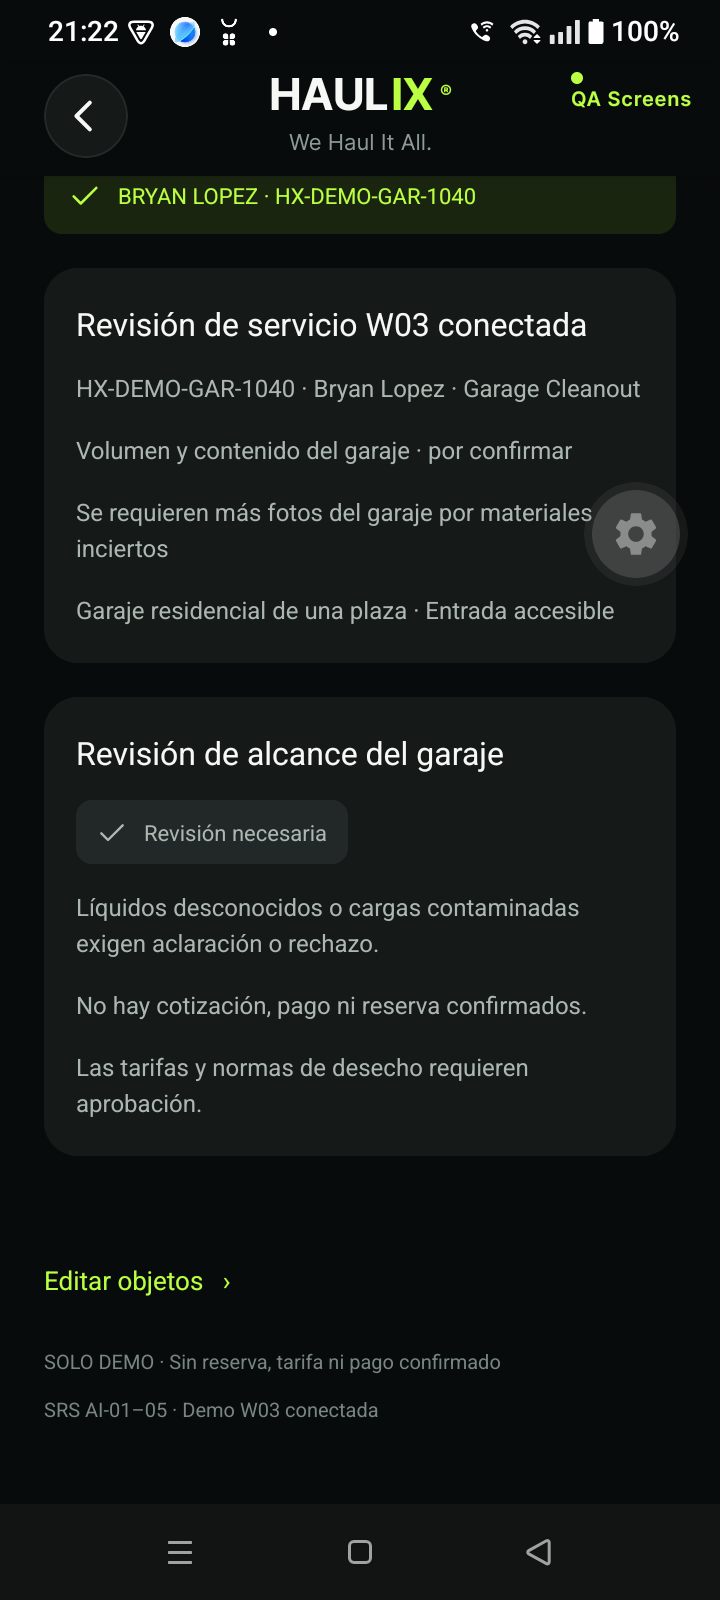 21:22
100%
HAULIX ®
We Haul It All.
QA Screens
BRYAN LOPEZ · HX-DEMO-GAR-1040
Revisión de servicio W03 conectada
HX-DEMO-GAR-1040 · Bryan Lopez · Garage Cleanout
Volumen y contenido del garaje · por confirmar
Se requieren más fotos del garaje por materiales
inciertos
Garaje residencial de una plaza · Entrada accesible
Revisión de alcance del garaje
Revisión necesaria
Líquidos desconocidos o cargas contaminadas
exigen aclaración o rechazo.
No hay cotización, pago ni reserva confirmados.
Las tarifas y normas de desecho requieren
aprobación.
Editar objetos ›
SOLO DEMO · Sin reserva, tarifa ni pago confirmado
SRS AI-01–05 · Demo W03 conectada